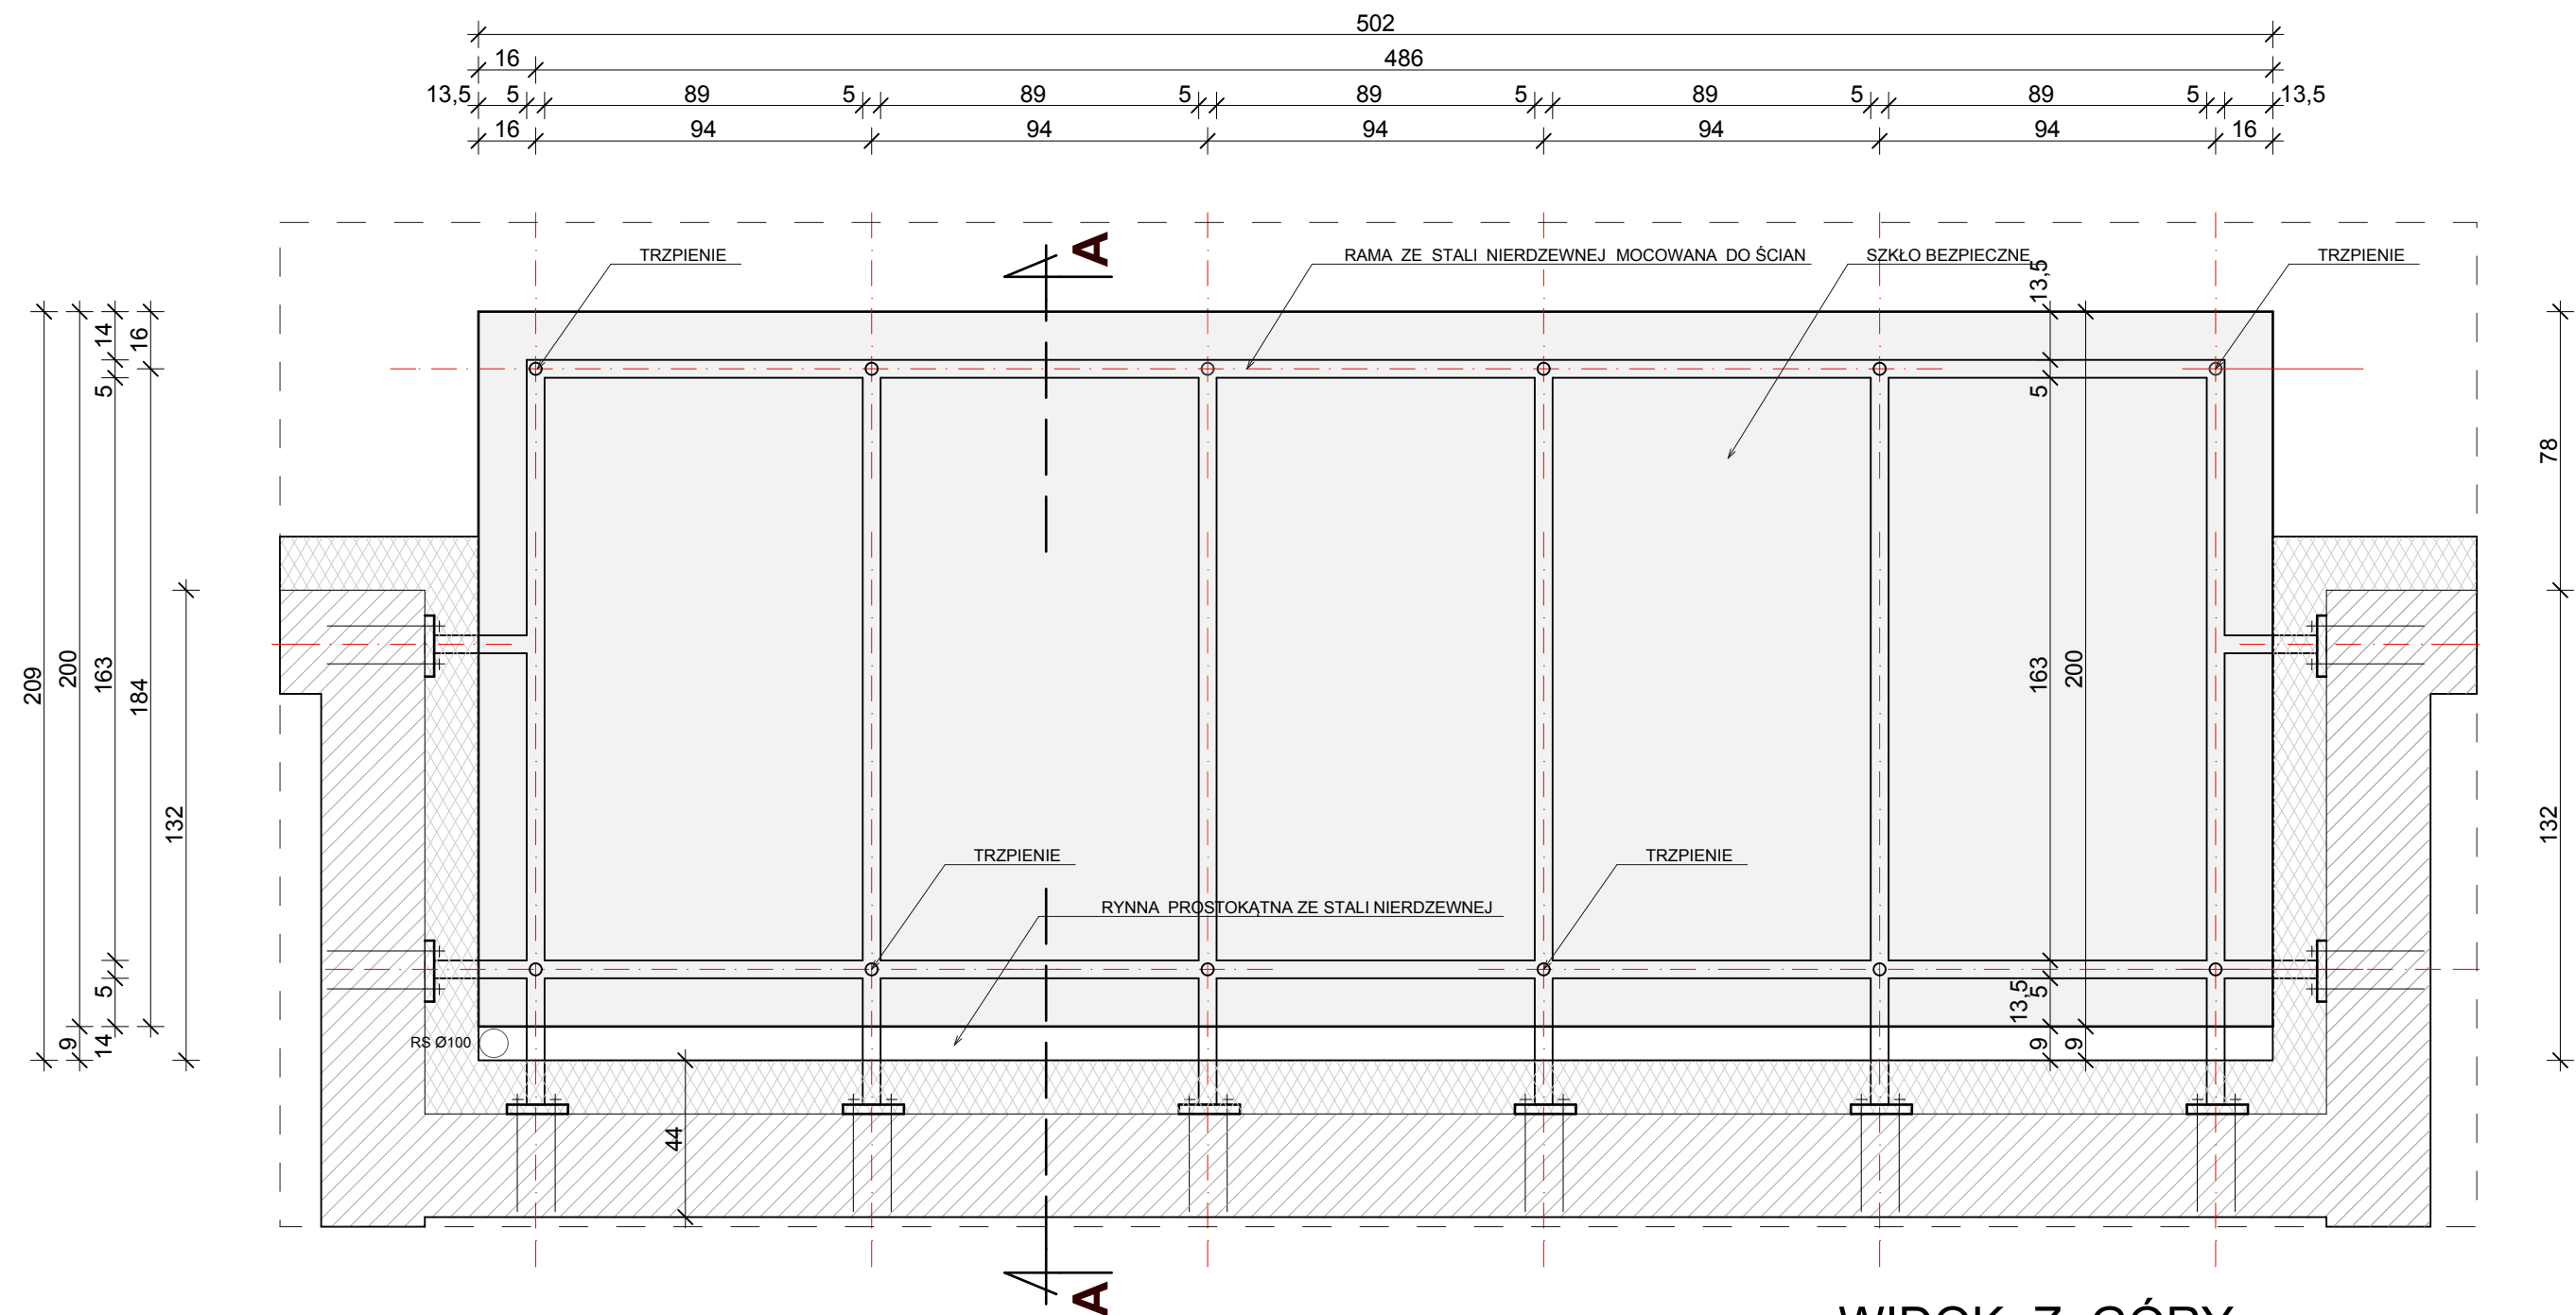 502
16 486
13,5 5 89 5 89 5 89 5 89 5 89 5 13,5
16 94 94 94 94 94 16
A
TRZPIENIE
RAMA ZE STALI NIERDZEWNEJ MOCOWANA DO ŚCIAN
SZKŁO BEZPIECZNE
TRZPIENIE
13,5
14
16
5
5
78
209
200
163
184
163
200
132
132
TRZPIENIE
TRZPIENIE
RYNNA PROSTOKĄTNA ZE STALI NIERDZEWNEJ
5
13,5
5
RS Ø100
9
14
9
9
44
A
WIDOK Z GÓRY